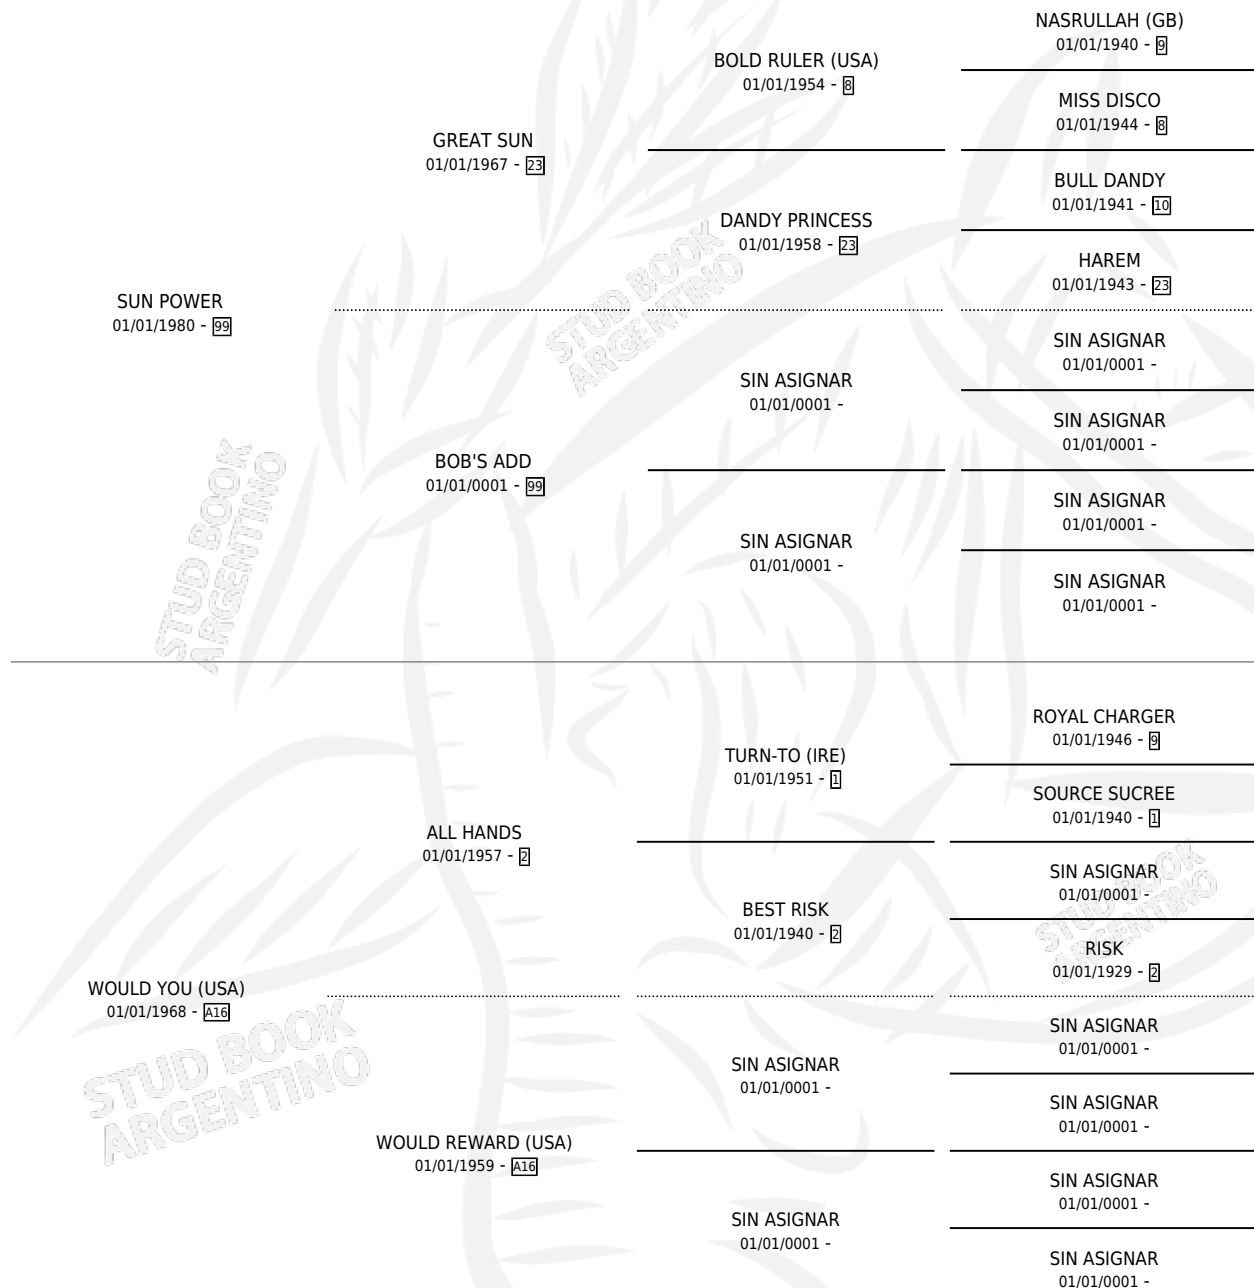 NASRULLAH (GB)
01/01/1940 - 9
BOLD RULER (USA)
01/01/1954 - 8
MISS DISCO
01/01/1944 - 8
GREAT SUN
01/01/1967 - 23
BULL DANDY
01/01/1941 - 10
DANDY PRINCESS
01/01/1958 - 23
HAREM
01/01/1943 - 23
SUN POWER
01/01/1980 - 99
STUD BOOK
ARGENTINO
SIN ASIGNAR
01/01/0001 -
SIN ASIGNAR
01/01/0001 -
SIN ASIGNAR
01/01/0001 -
BOB'S ADD
01/01/0001 - 99
SIN ASIGNAR
01/01/0001 -
SIN ASIGNAR
01/01/0001 -
SIN ASIGNAR
01/01/0001 -
STUD BOOK
ARGENTINO
ROYAL CHARGER
01/01/1946 - 9
TURN-TO (IRE)
01/01/1951 - 1
SOURCE SUCREE
01/01/1940 - 1
ALL HANDS
01/01/1957 - 2
SIN ASIGNAR
01/01/0001 -
BEST RISK
01/01/1940 - 2
STUD BOOK
ARGENTINO
RISK
01/01/1929 - 2
WOULD YOU (USA)
01/01/1968 - A16
STUD BOOK
ARGENTINO
SIN ASIGNAR
01/01/0001 -
SIN ASIGNAR
01/01/0001 -
SIN ASIGNAR
01/01/0001 -
WOULD REWARD (USA)
01/01/1959 - A16
SIN ASIGNAR
01/01/0001 -
SIN ASIGNAR
01/01/0001 -
SIN ASIGNAR
01/01/0001 -